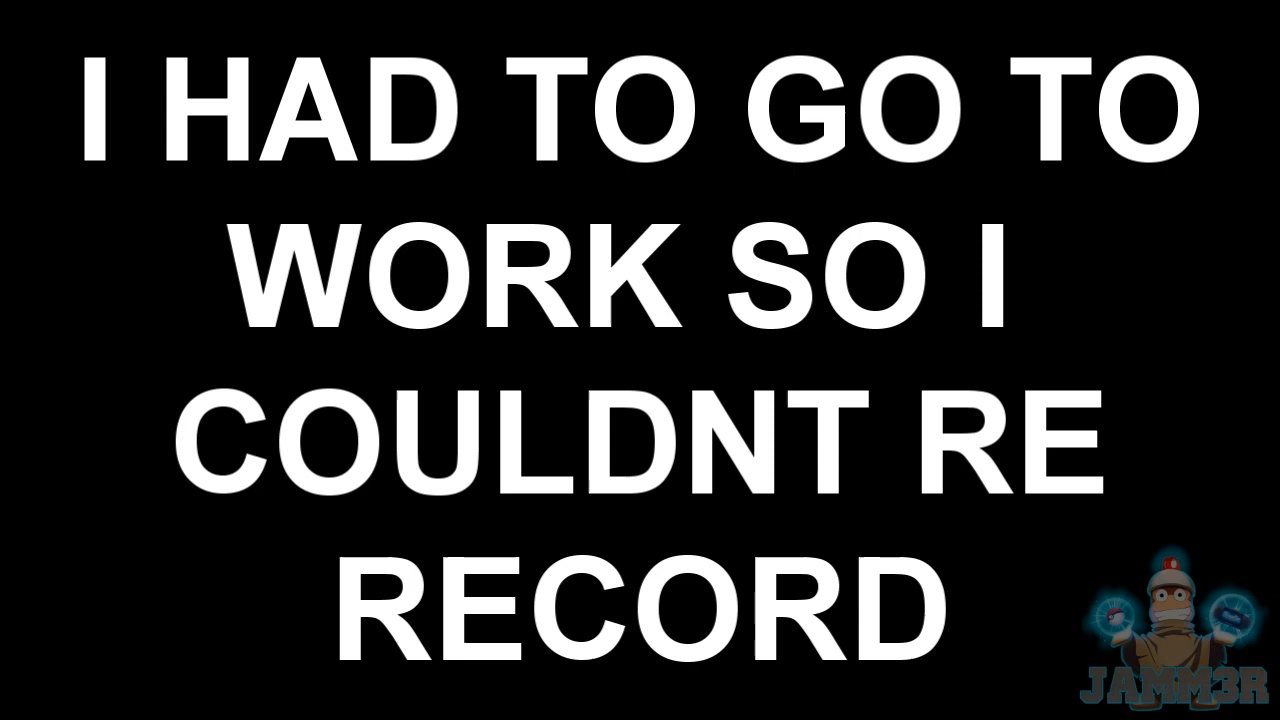 I HAD TO GO TO
WORK SO I
COULDNT RE
RECORD
JAMM3R